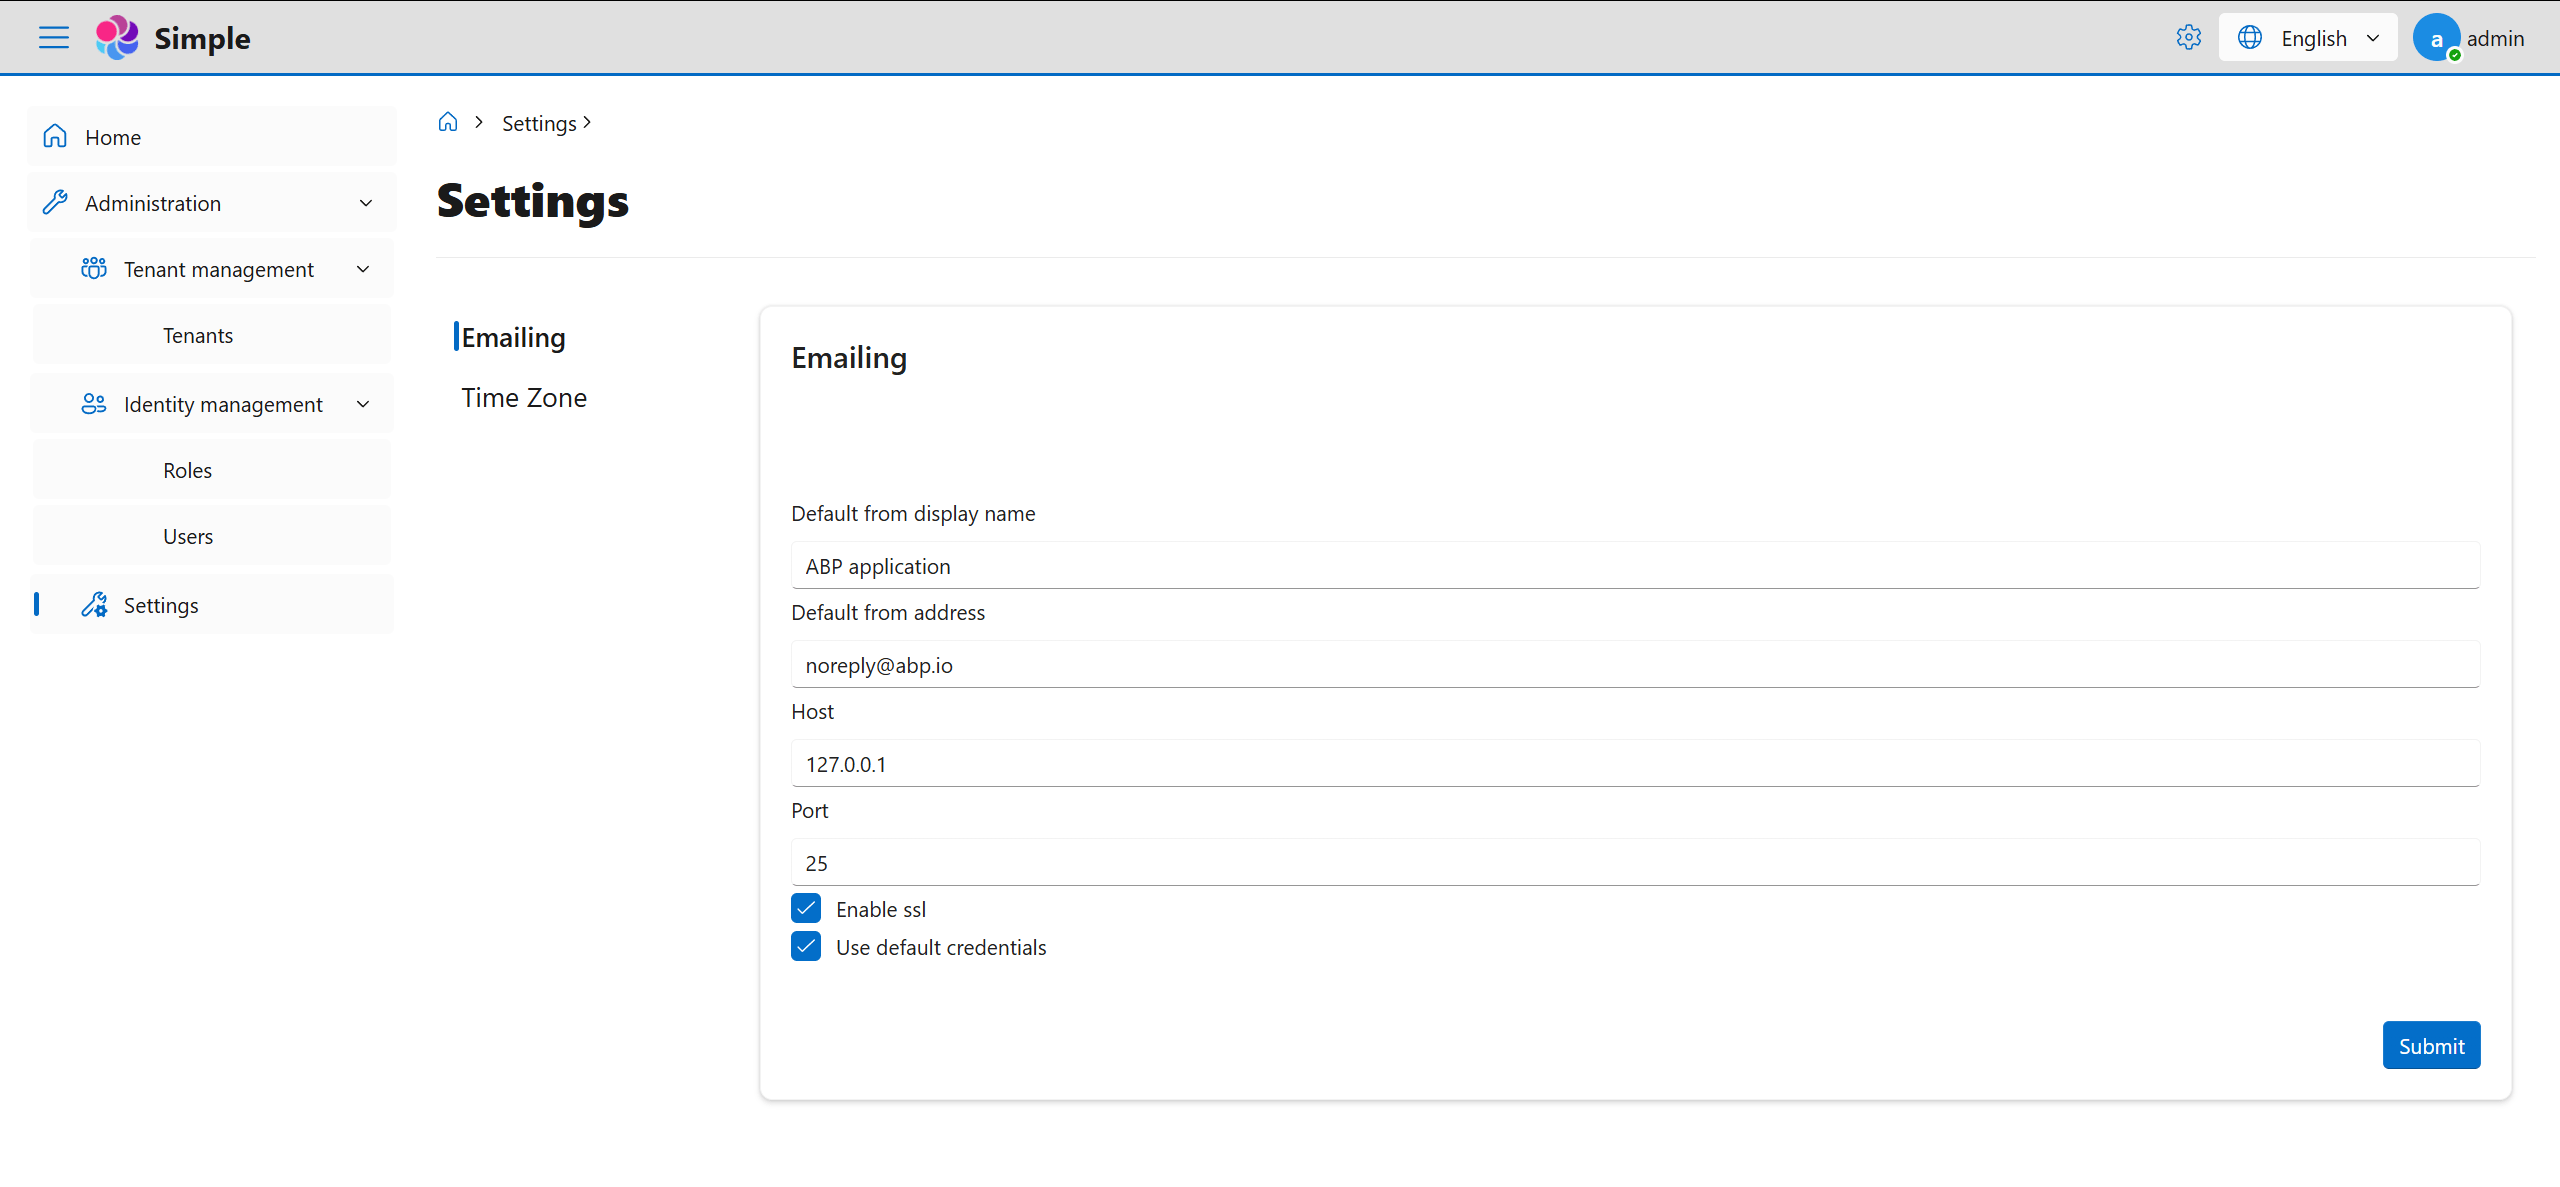 Simple
English
a
admin
Home
Administration
Tenant management
Tenants
Identity management
Roles
Users
Settings
Settings
Settings
Emailing
Time Zone
Emailing
Default from display name
ABP application
Default from address
noreply@abp.io
Host
127.0.0.1
Port
25
Enable ssl
Use default credentials
Submit